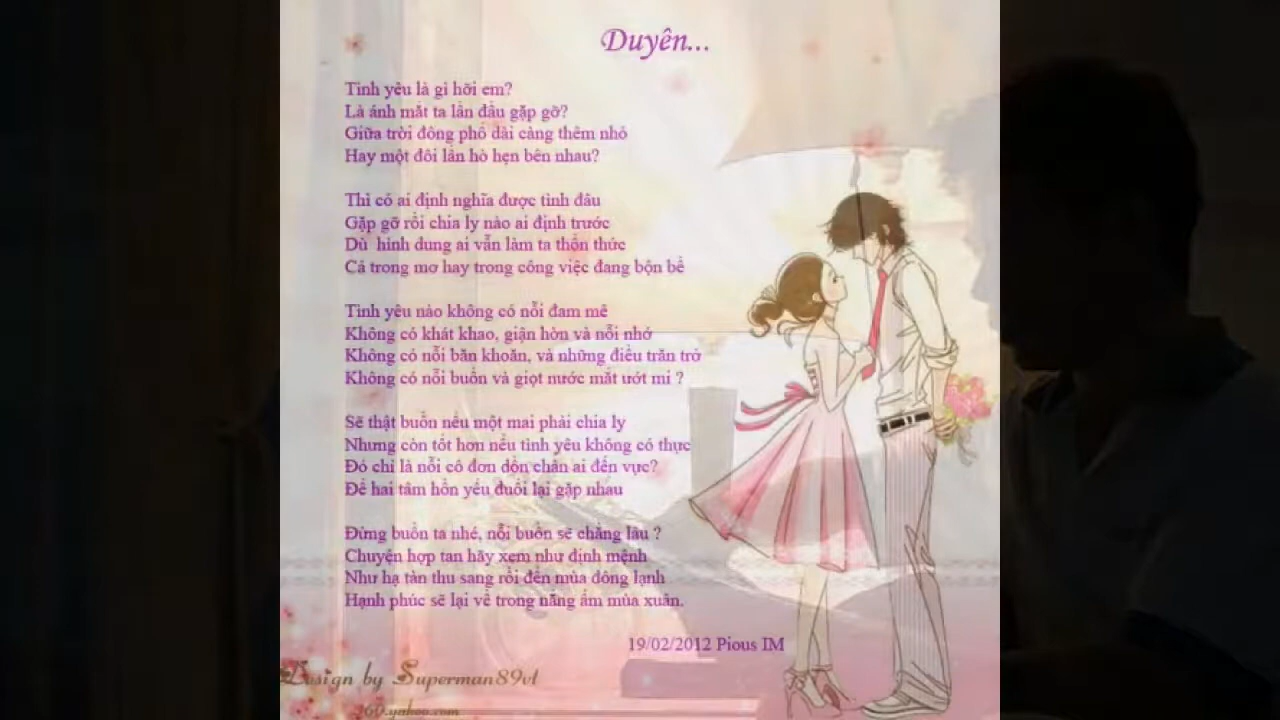 Duyên...
Tình yêu là gì hỡi em?
Là ánh mắt ta lần đầu gặp gỡ?
Giữa trời đông phố dài càng thêm nhỏ
Hay một đôi lần hò hẹn bên nhau?
Thì có ai định nghĩa được tình đâu
Gặp gỡ rồi chia ly nào ai định trước
Dù hình dung ai vẫn làm ta thổn thức
Cả trong mơ hay trong công việc đang bộn bề
Tình yêu nào không có nỗi đam mê
Không có khát khao, giận hờn và nỗi nhớ
Không có nỗi băn khoăn, và những điều trăn trở
Không có nỗi buồn và giọt nước mắt ướt mi ?
Sẽ thật buồn nếu một mai phải chia ly
Nhưng còn tốt hơn nếu tình yêu không có thực
Đó chỉ là nỗi cô đơn dồn chân ai đến vực?
Để hai tâm hồn yếu đuối lại gặp nhau
Đừng buồn ta nhé, nỗi buồn sẽ chẳng lâu ?
Chuyện hợp tan hãy xem như định mệnh
Như hạ tàn thu sang rồi đến mùa đông lạnh
Hạnh phúc sẽ lại về trong nắng ấm mùa xuân.
19/02/2012 Pious IM
Design by Superman89vt
360.yahoo.com